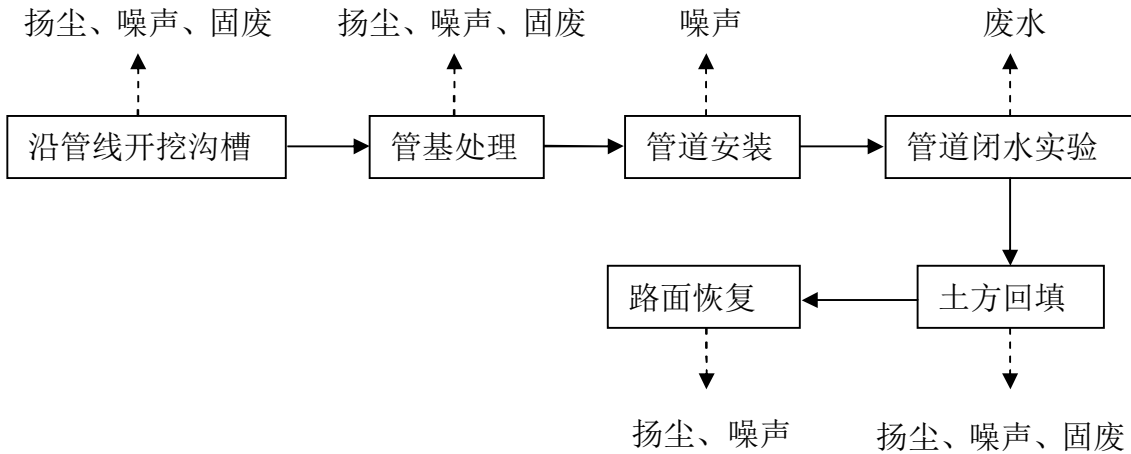 扬尘、噪声、固废
扬尘、噪声、固废
噪声
废水
沿管线开挖沟槽
管基处理
管道安装
管道闭水实验
路面恢复
土方回填
扬尘、噪声
扬尘、噪声、固废